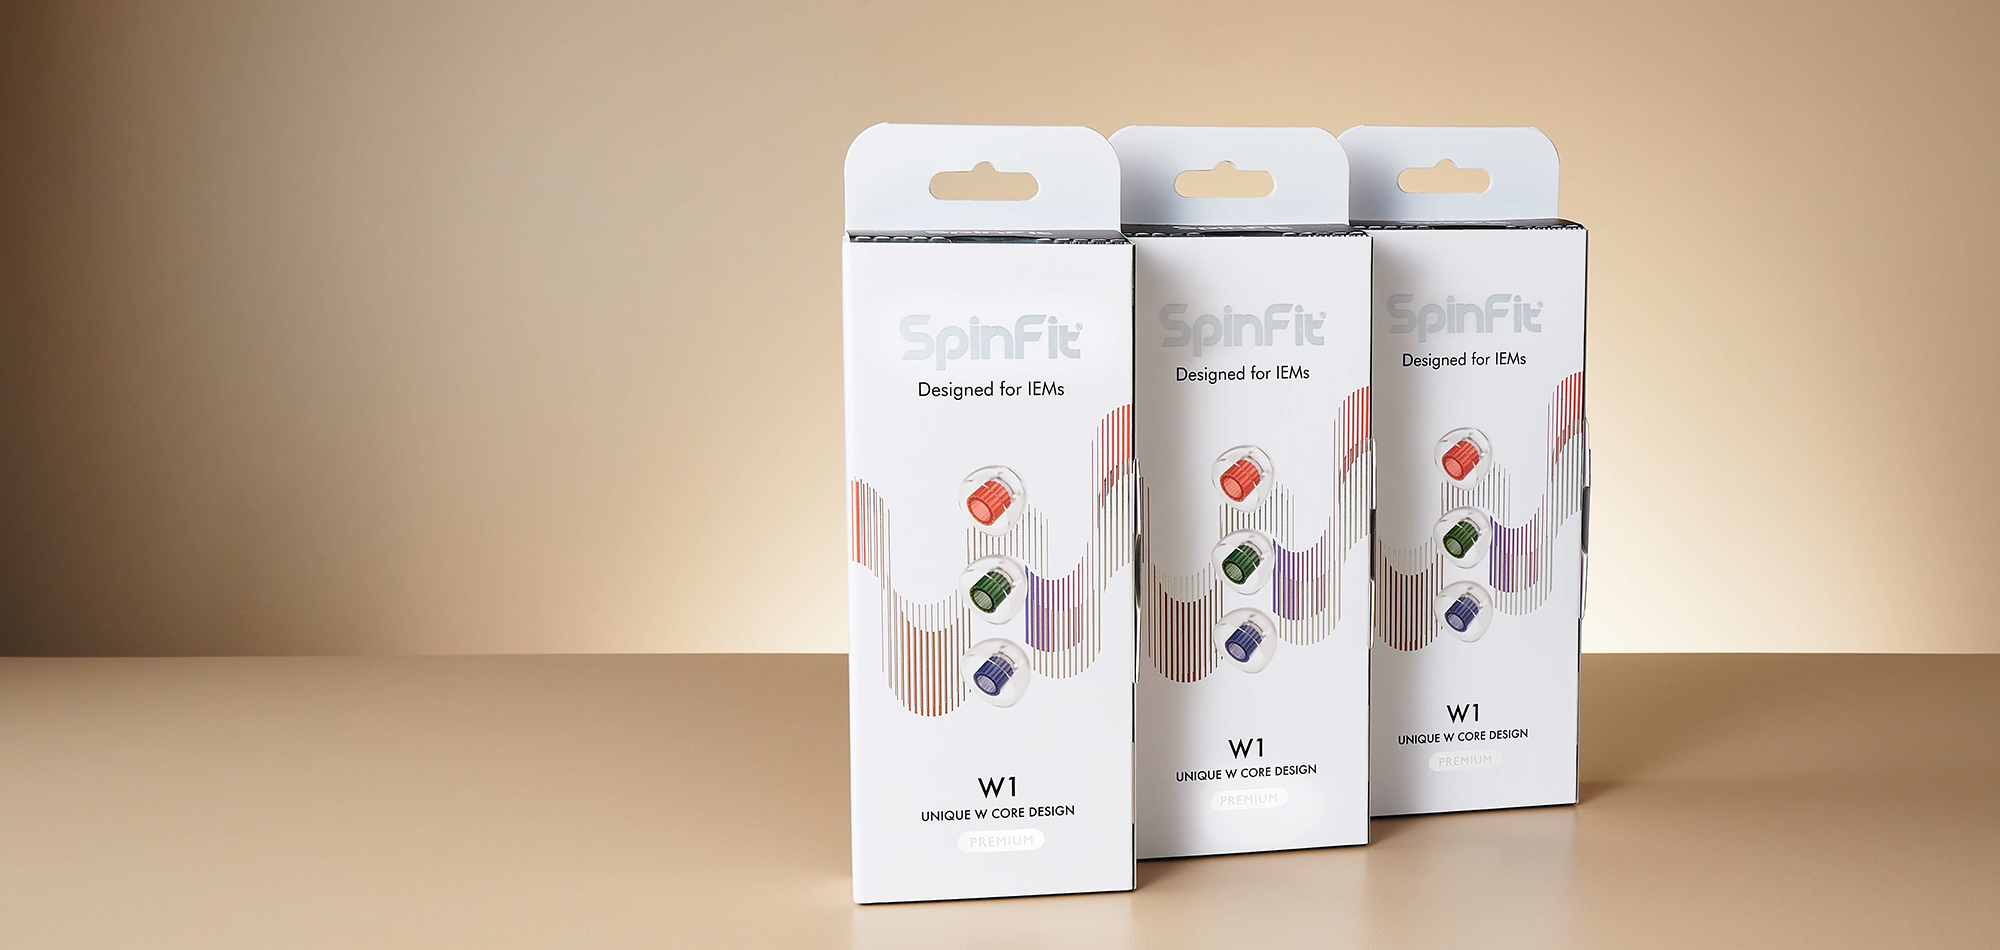 SpinFit®
Designed for IEMs
W1
UNIQUE W CORE DESIGN
PREMIUM
SpinFit®
Designed for IEMs
W1
UNIQUE W CORE DESIGN
PREMIUM
SpinFit®
Designed for IEMs
W1
UNIQUE W CORE DESIGN
PREMIUM